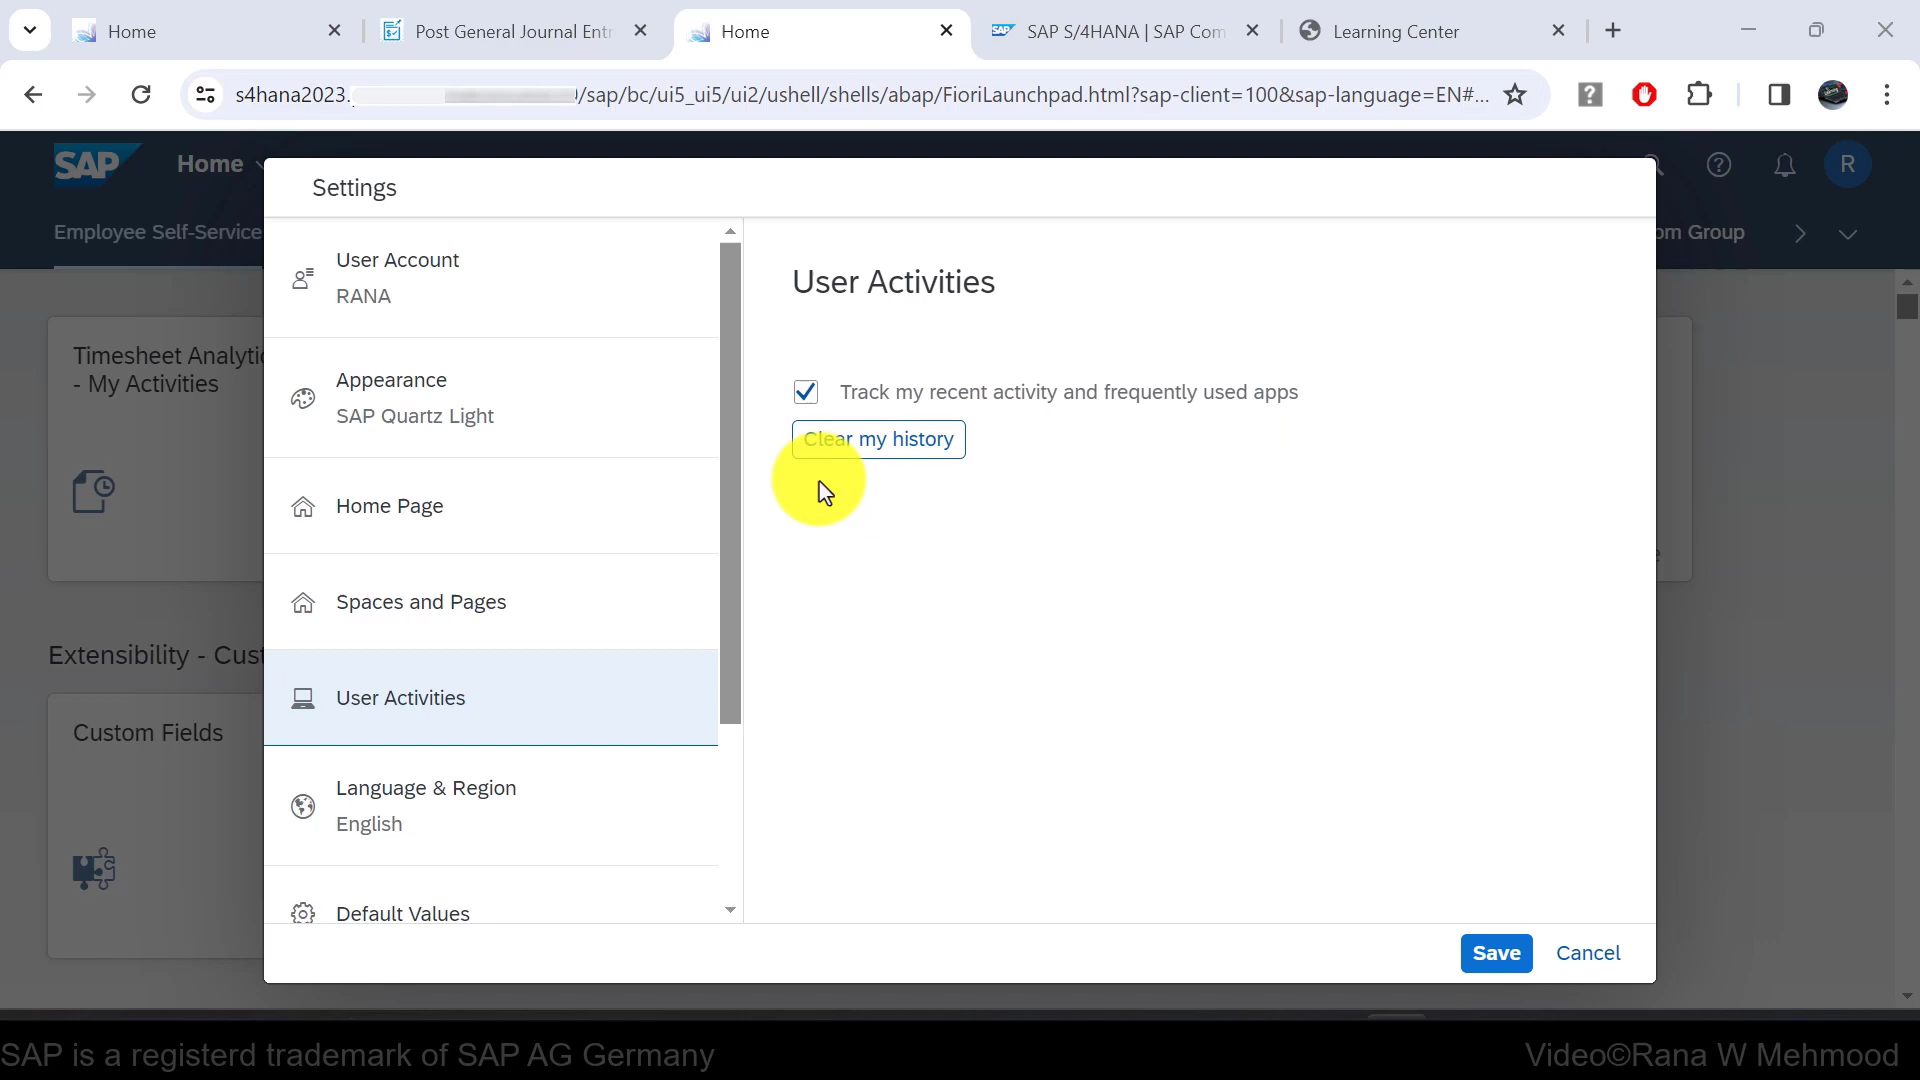 Home
Post General Journal Entr
Home
SAP S/4HANA | SAP Com
Learning Center
s4hana2023. /sap/bc/ui5_ui5/ui2/ushell/shells/abap/FioriLaunchpad.html?sap-client=100&sap-language=EN#...
SAP Home
R
Employee Self-Service
om Group
Settings
User Account
RANA
Appearance
SAP Quartz Light
Home Page
Spaces and Pages
User Activities
Language & Region
English
Default Values
User Activities
Track my recent activity and frequently used apps
Clear my history
Save
Cancel
Timesheet Analytic
- My Activities
Extensibility - Cust
Custom Fields
SAP is a registerd trademark of SAP AG Germany
Video©Rana W Mehmood